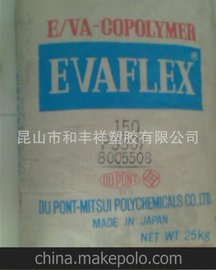 E/VA-COPOLYMER
EVAFLEX®
150
昆山市和丰祥塑胶有限公司
8005508
DU PONT
DU PONT-MITSUI POLYCHEMICALS CO. LTD
MADE IN JAPAN
NET WT. 25kg
china.makepolo.com